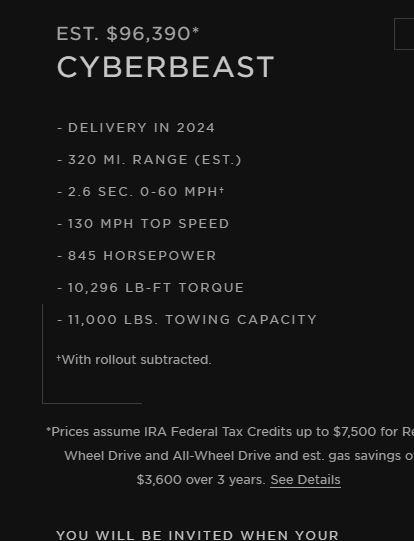 EST. $96,390*
CYBERBEAST
- DELIVERY IN 2024
- 320 MI. RANGE (EST.)
- 2.6 SEC. 0-60 MPH†
- 130 MPH TOP SPEED
- 845 HORSEPOWER
- 10,296 LB-FT TORQUE
- 11,000 LBS. TOWING CAPACITY
†With rollout subtracted.
*Prices assume IRA Federal Tax Credits up to $7,500 for Re
Wheel Drive and All-Wheel Drive and est. gas savings o
$3,600 over 3 years. See Details
YOU WILL BE INVITED WHEN YOUR